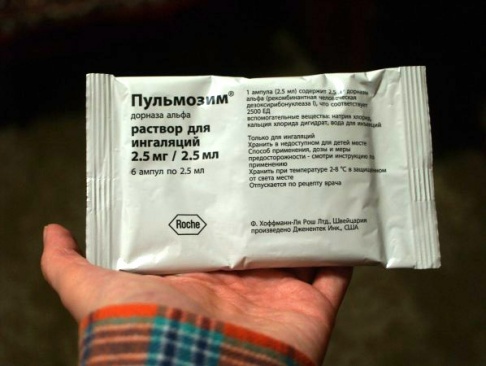 Пульмозим®
дорназа альфа
раствор для
ингаляций
2.5 мг / 2.5 мл
6 ампул по 2.5 мл
Roche
1 ампула (2.5 мл) содержит 2,5 мг дорназы
альфа (рекомбинантная человеческая
дезоксирибонуклеаза I), что соответствует
2500 ЕД
вспомогательные вещества: натрия хлорид,
кальция хлорида дигидрат, вода для инъекций
Только для ингаляций
Хранить в недоступном для детей месте
Способ применения, дозы и меры
предосторожности - смотри инструкцию по
применению
Хранить при температуре 2-8 °C в защищенном
от света месте
Отпускается по рецепту врача
Ф. Хоффманн-Ля Рош Лтд., Швейцария
произведено Дженентек Инк., США